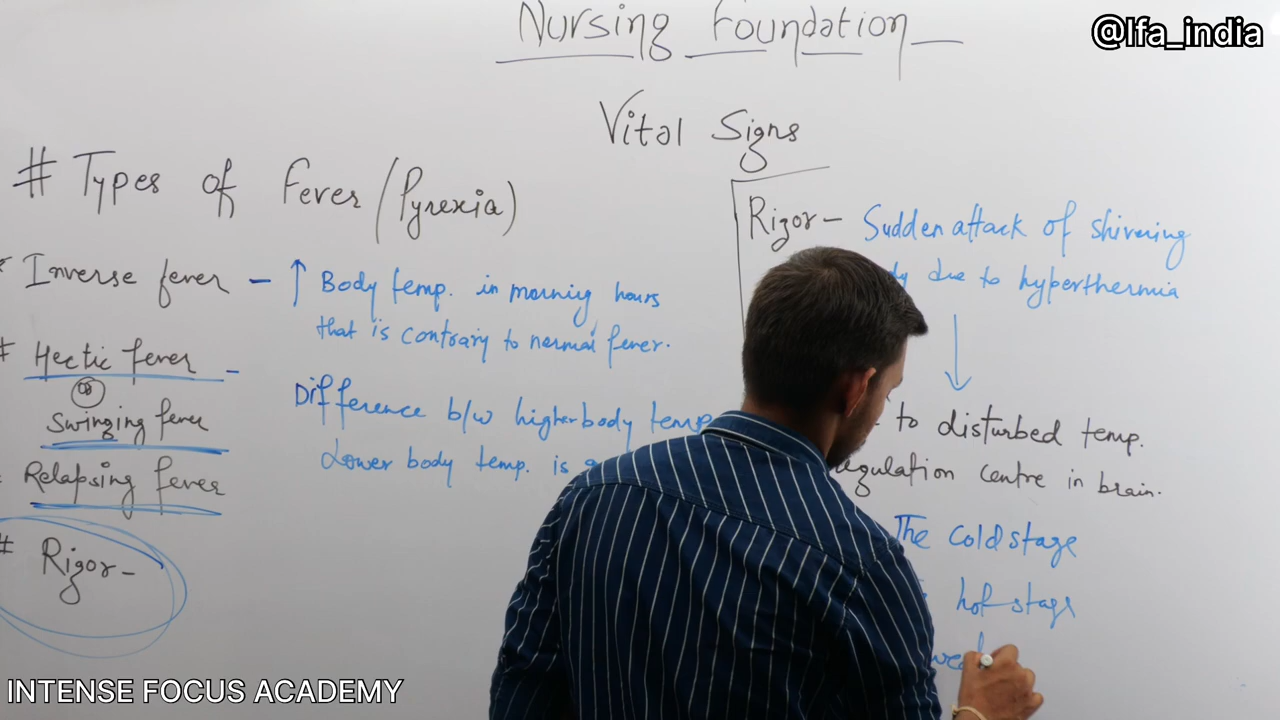 Nursing Foundation
@Ifa_india
Vital Signs
# Types of Fever (Pyrexia)
Inverse fever - ↑ Body temp. in morning hours
that is contrary to normal fever.
# Hectic fever -
Swinging fever
Difference b/w higher body temp
Lower body temp. is
Relapsing fever
# Rigor -
Rigor - Sudden attack of shivering
due to hyperthermia
↓
to disturbed temp.
regulation centre in brain.
The cold stage
hot stage
INTENSE FOCUS ACADEMY